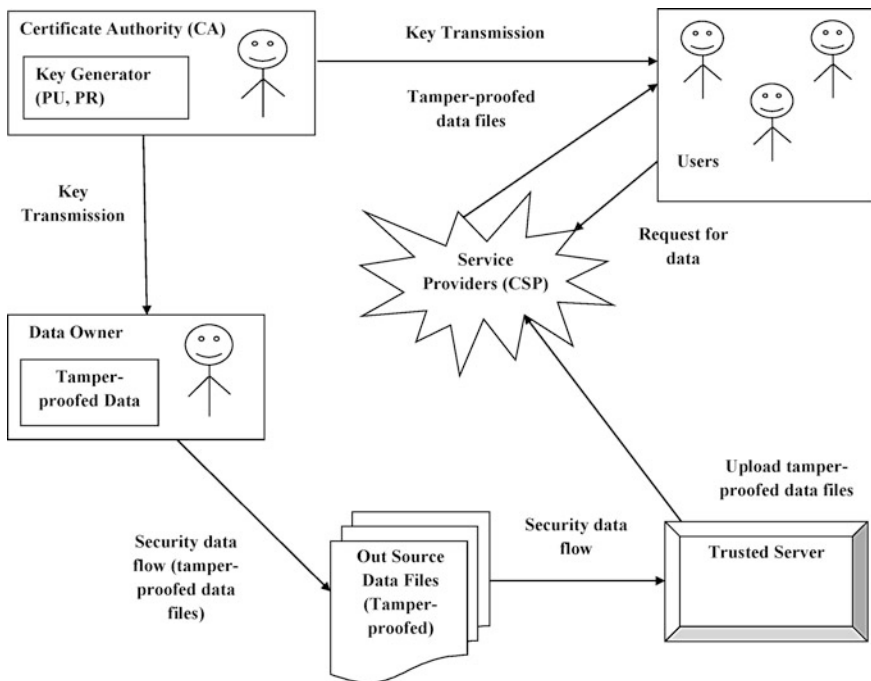 Certificate Authority (CA)
Key Generator
(PU, PR)
Key Transmission
Tamper-proofed
data files
Users
Key
Transmission
Request for
data
Service
Providers (CSP)
Data Owner
Tamper-
proofed Data
Security data
flow (tamper-
proofed data
files)
Out Source
Data Files
(Tamper-
proofed)
Security data
flow
Upload tamper-
proofed data files
Trusted Server